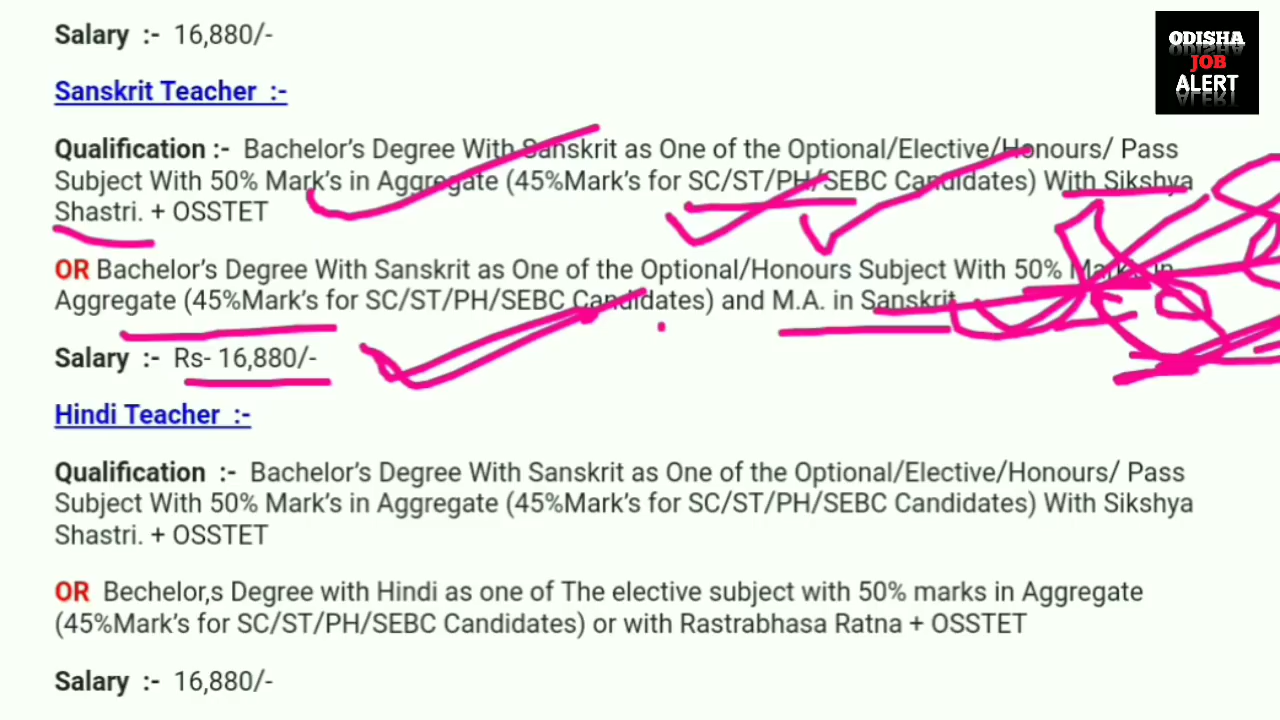 Salary :- 16,880/-
ODISHA
JOB
ALERT
Sanskrit Teacher :-
Qualification :- Bachelor's Degree With Sanskrit as One of the Optional/Elective/Honours/ Pass
Subject With 50% Mark's in Aggregate (45%Mark's for SC/ST/PH/SEBC Candidates) With Sikshya
Shastri. + OSSTET
OR Bachelor's Degree With Sanskrit as One of the Optional/Honours Subject With 50% Mark's in
Aggregate (45%Mark's for SC/ST/PH/SEBC Candidates) and M.A. in Sanskrit
Salary :- Rs- 16,880/-
Hindi Teacher :-
Qualification :- Bachelor's Degree With Sanskrit as One of the Optional/Elective/Honours/ Pass
Subject With 50% Mark's in Aggregate (45%Mark's for SC/ST/PH/SEBC Candidates) With Sikshya
Shastri. + OSSTET
OR Bechelor,s Degree with Hindi as one of The elective subject with 50% marks in Aggregate
(45%Mark's for SC/ST/PH/SEBC Candidates) or with Rastrabhasa Ratna + OSSTET
Salary :- 16,880/-